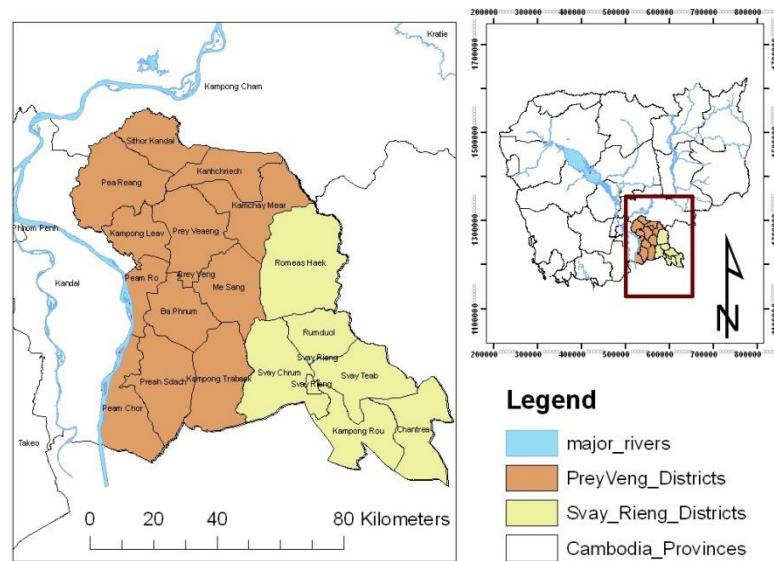 Kratie
Kampong Cham
Sithor Kandal
Kanhchriech
Pea Reang
Kamchay Mear
Kampong Leav
Prey Veaeng
Phnom Penh
Romeas Haek
Kandal
Peam Ro
Prey Veng
Me Sang
Ba Phnum
Rumduol
Svay Rieng
Svay Chrum
Svay Teab
Preah Sdach
Kampong Trabaek
Svay Rieng
Peam Chor
Kampong Rou
Chantrea
Takeo
0 20 40 80 Kilometers
200000 300000 400000 500000 600000 700000 800000
1700000
1500000
1300000
1100000
N
200000 300000 400000 500000 600000 700000 800000
Legend
major_rivers
PreyVeng_Districts
Svay_Rieng_Districts
Cambodia_Provinces